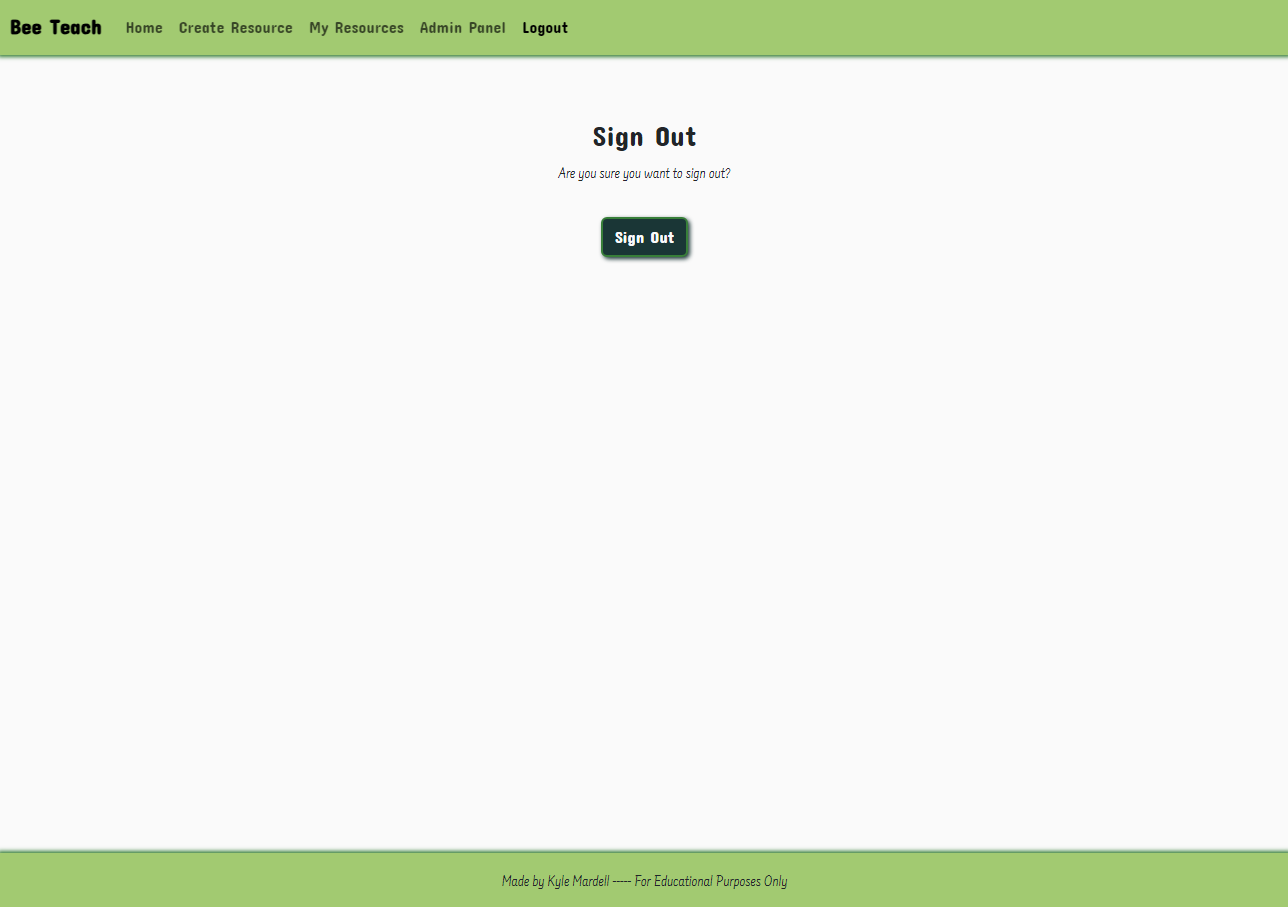 Bee Teach Home Create Resource My Resources Admin Panel Logout
Sign Out
Are you sure you want to sign out?
Sign Out
Made by Kyle Mardell ----- For Educational Purposes Only